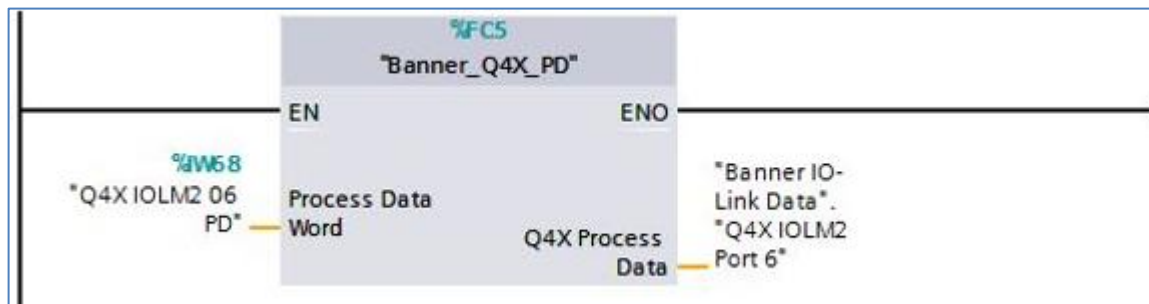 %FC5
"Banner_Q4X_PD"
EN
ENO
%IW68
"Q4X IOLM2 06
PD"
Process Data
Word
Q4X Process
Data
"Banner IO-
Link Data".
"Q4X IOLM2
Port 6"